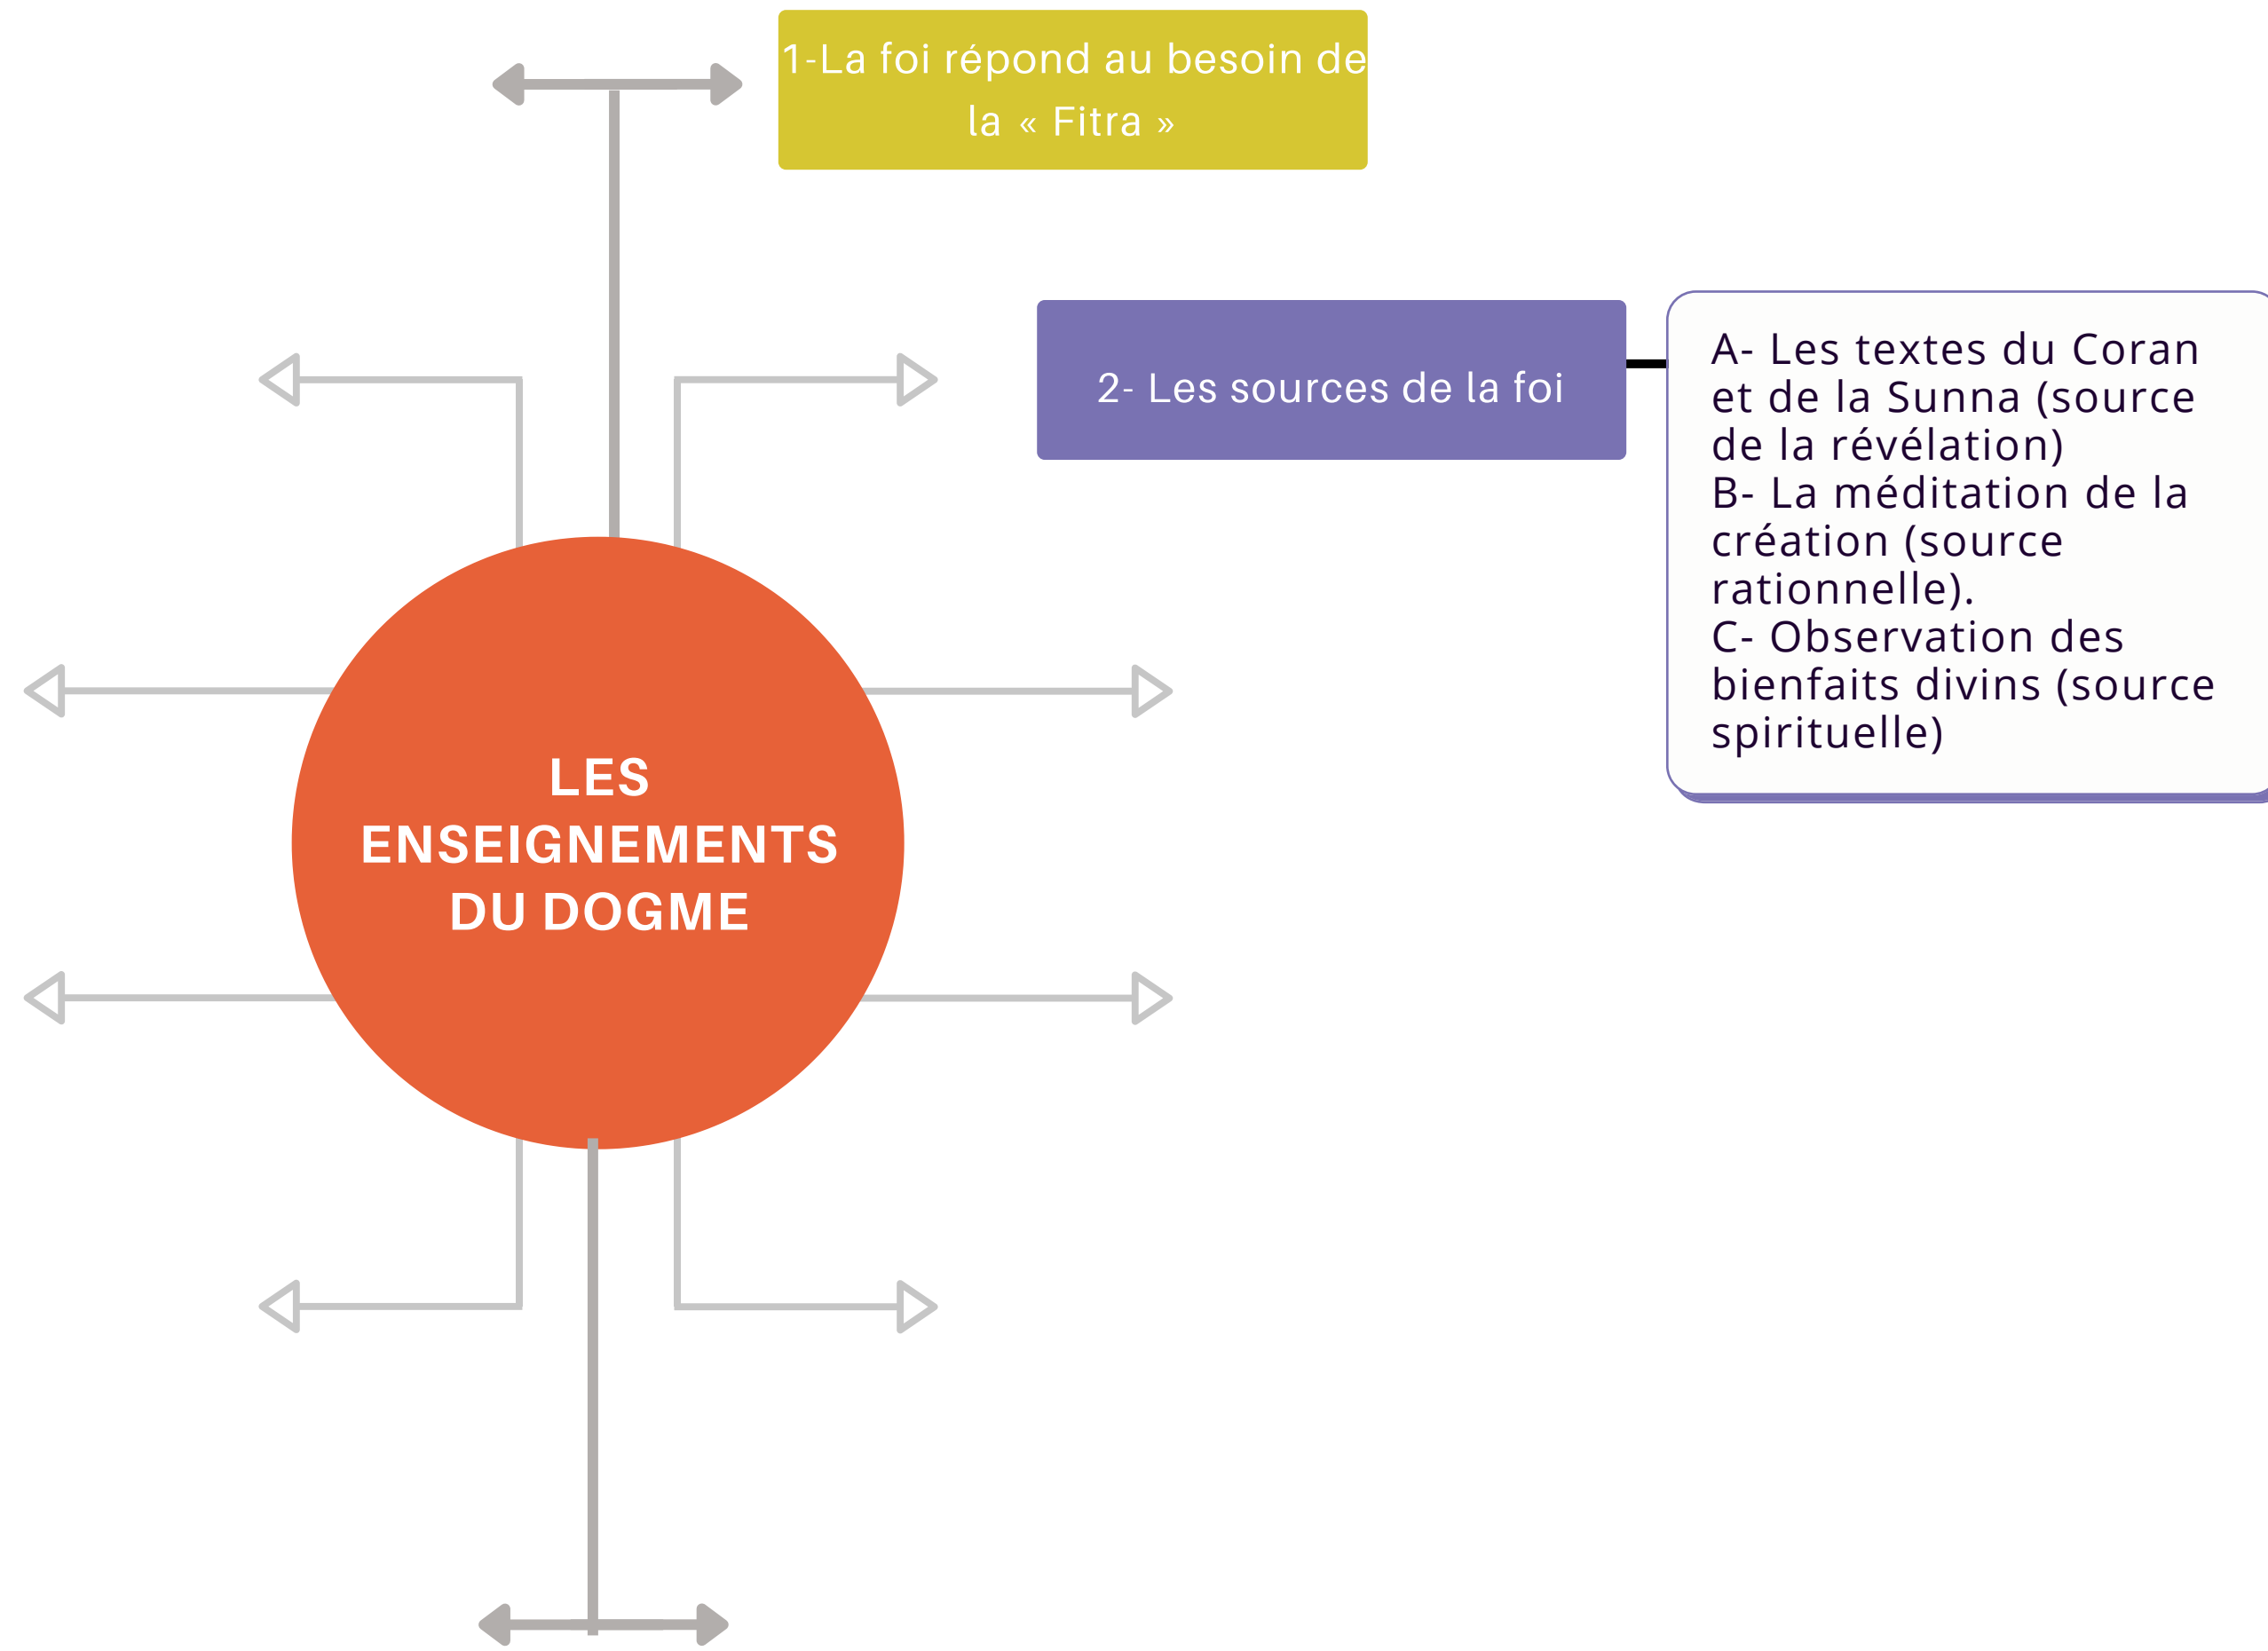 1-La foi répond au besoin de
la « Fitra »
2- Les sources de la foi
A- Les textes du Coran
et de la Sunna (source
de la révélation)
B- La méditation de la
création (source
rationnelle).
C- Observation des
bienfaits divins (source
spirituelle)
LES
ENSEIGNEMENTS
DU DOGME